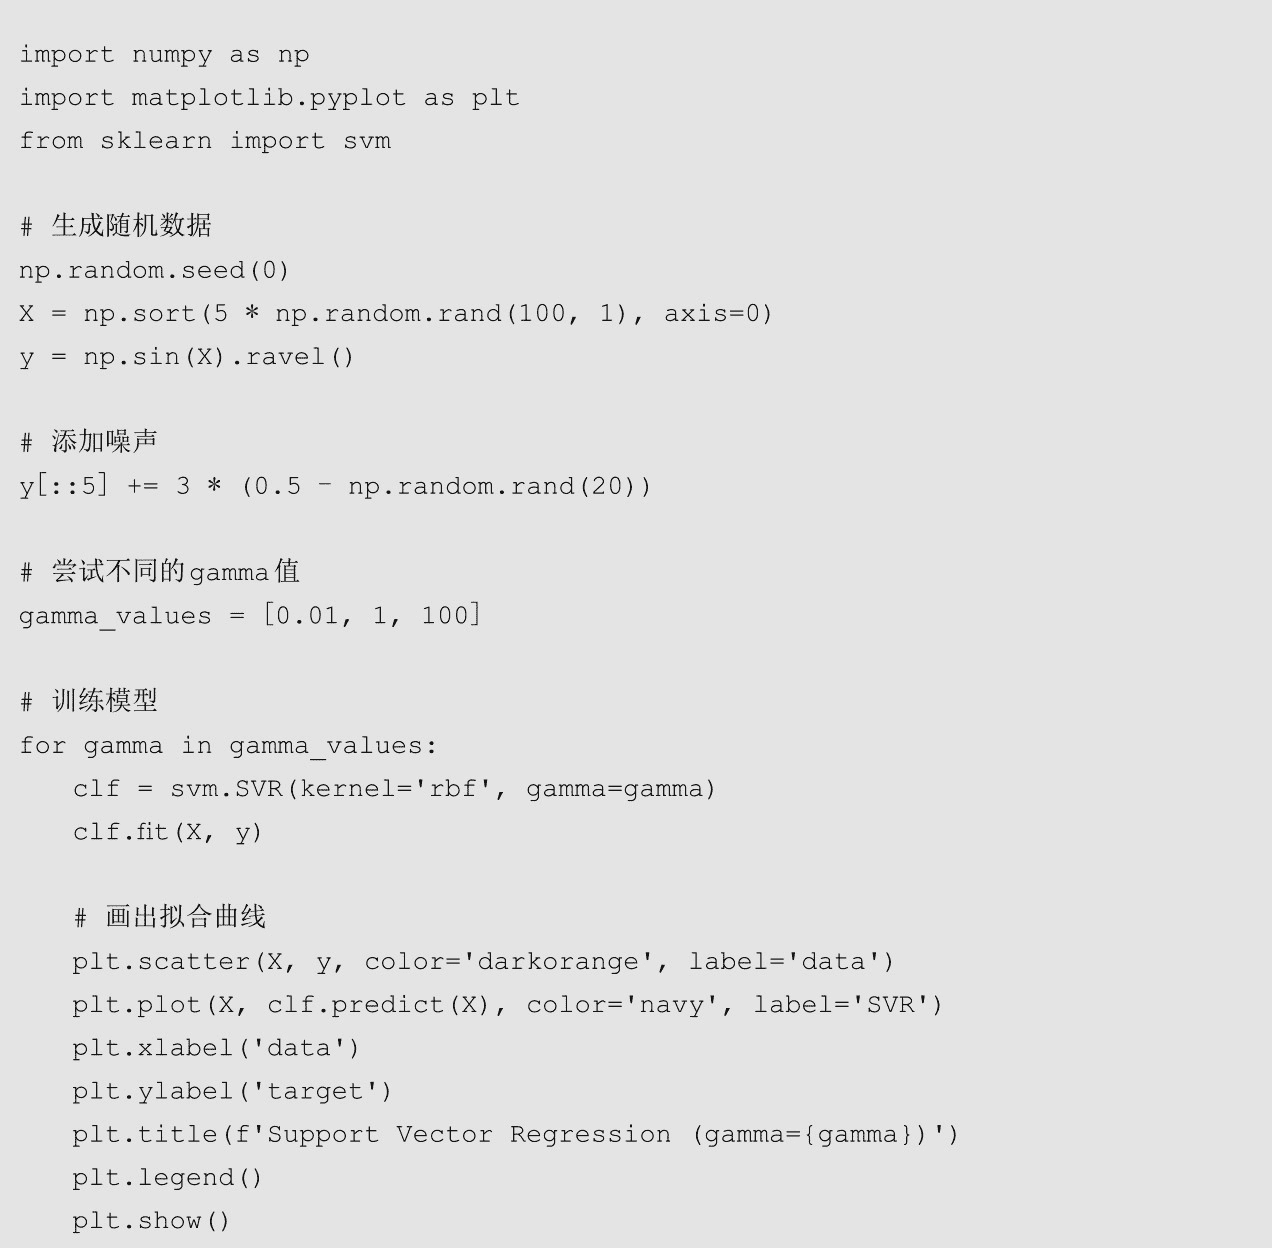 import numpy as np
import matplotlib.pyplot as plt
from sklearn import svm
# 生成随机数据
np.random.seed(0)
X = np.sort(5 * np.random.rand(100, 1), axis=0)
y = np.sin(X).ravel()
# 添加噪声
y[::5] += 3 * (0.5 - np.random.rand(20))
# 尝试不同的gamma值
gamma_values = [0.01, 1, 100]
# 训练模型
for gamma in gamma_values:
    clf = svm.SVR(kernel='rbf', gamma=gamma)
    clf.fit(X, y)
    # 画出拟合曲线
    plt.scatter(X, y, color='darkorange', label='data')
    plt.plot(X, clf.predict(X), color='navy', label='SVR')
    plt.xlabel('data')
    plt.ylabel('target')
    plt.title(f'Support Vector Regression (gamma={gamma})')
    plt.legend()
    plt.show()